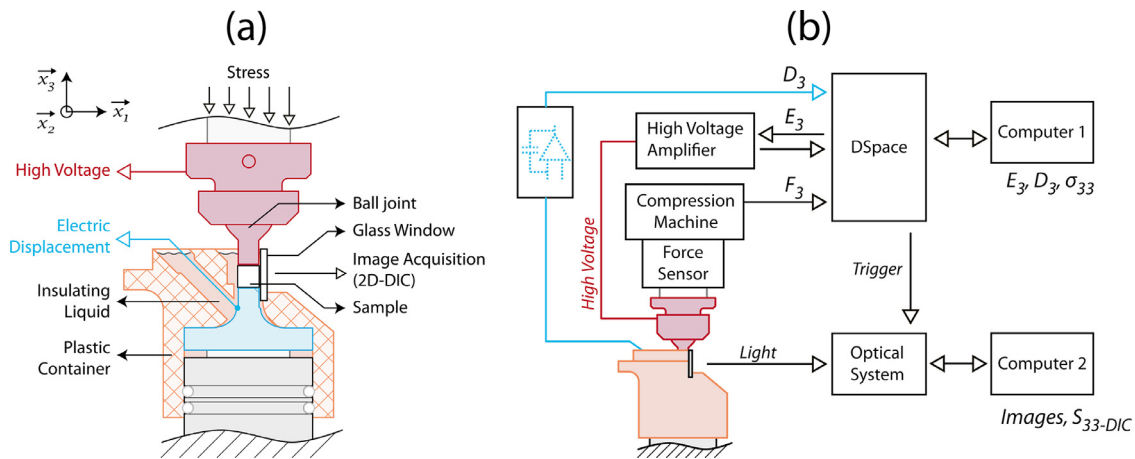 (a)
x3
x2
x1
Stress
High Voltage
Electric
Displacement
Insulating
Liquid
Plastic
Container
Ball joint
Glass Window
Image Acquisition
(2D-DIC)
Sample
(b)
D3
High Voltage
Amplifier
E3
DSpace
Computer 1
E3, D3, σ33
Compression
Machine
F3
Force
Sensor
High Voltage
Trigger
Light
Optical
System
Computer 2
Images, S33-DIC